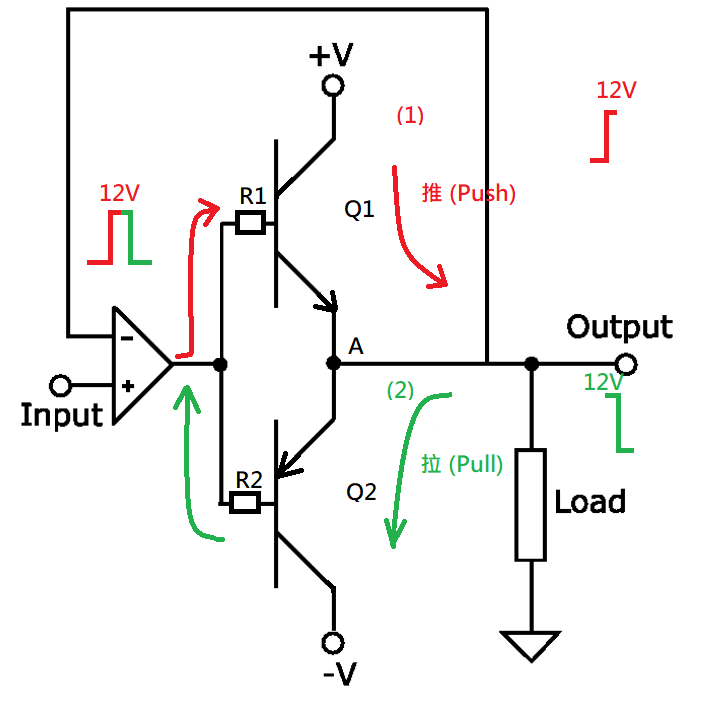 +V
12V
(1)
12V
R1
推 (Push)
Q1
Output
A
-
+
Input
(2)
12V
拉 (Pull)
R2
Q2
Load
-V